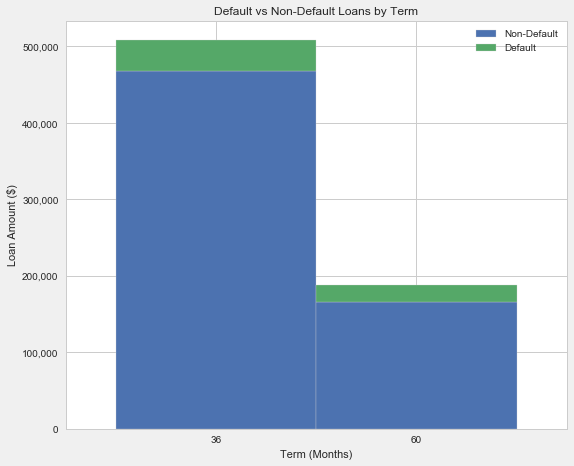 Default vs Non-Default Loans by Term
Non-Default
Default
500,000
400,000
300,000
200,000
100,000
0
Loan Amount ($)
36
60
Term (Months)